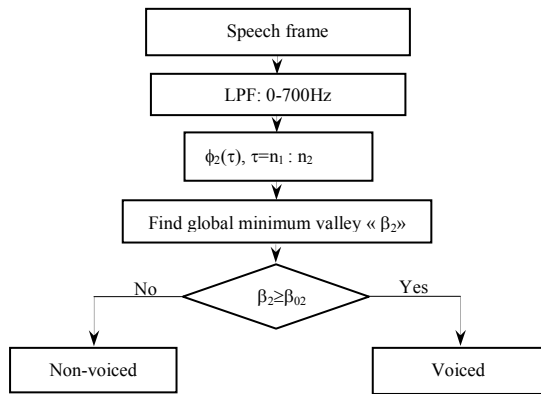 Speech frame
LPF: 0-700Hz
ϕ₂(τ), τ=n₁ : n₂
Find global minimum valley « β₂»
β₂≥β₀₂
No
Yes
Non-voiced
Voiced